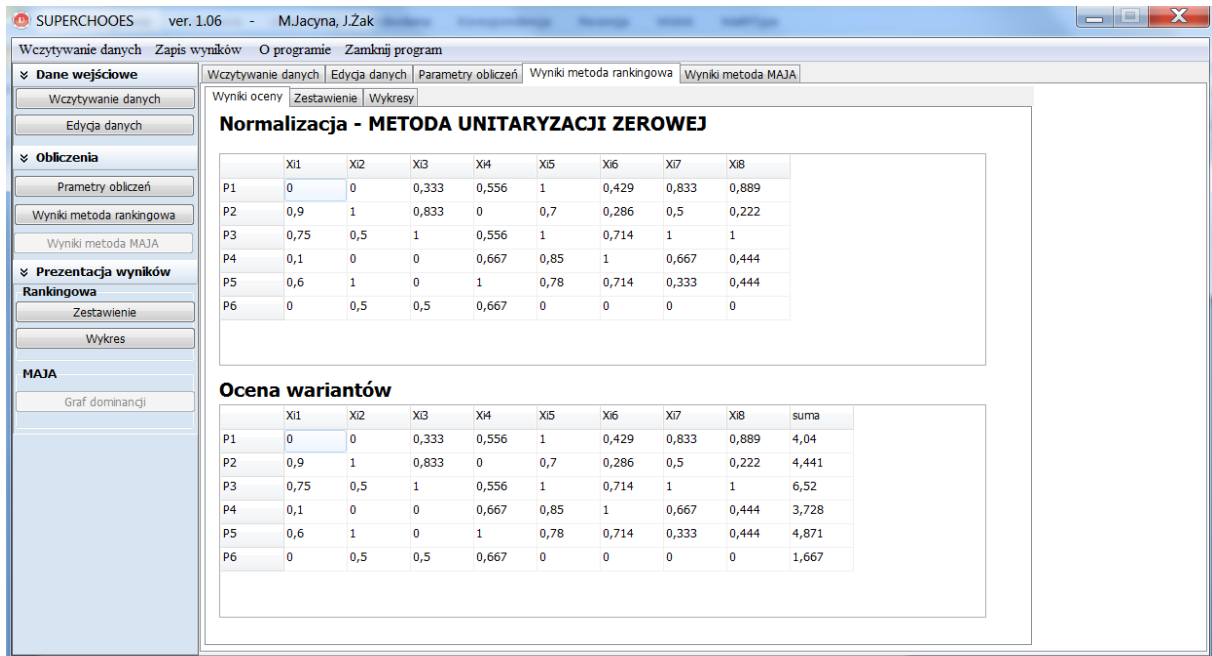 SUPERCHOOES ver. 1.06 - M.Jacyna, J.Żak
Wczytywanie danych Zapis wyników O programie Zamknij program
Dane wejściowe
Wczytywanie danych
Edycja danych
Obliczenia
Prametry obliczeń
Wyniki metoda rankingowa
Wyniki metoda MAJA
Prezentacja wyników
Rankingowa
Zestawienie
Wykres
MAJA
Graf dominancji
Wczytywanie danych Edycja danych Parametry obliczeń Wyniki metoda rankingowa Wyniki metoda MAJA
Wyniki oceny Zestawienie Wykresy
Normalizacja - METODA UNITARYZACJI ZEROWEJ
Xi1 Xi2 Xi3 Xi4 Xi5 Xi6 Xi7 Xi8
P1 0 0 0,333 0,556 1 0,429 0,833 0,889
P2 0,9 1 0,833 0 0,7 0,286 0,5 0,222
P3 0,75 0,5 1 0,556 1 0,714 1 1
P4 0,1 0 0 0,667 0,85 1 0,667 0,444
P5 0,6 1 0 1 0,78 0,714 0,333 0,444
P6 0 0,5 0,5 0,667 0 0 0 0
Ocena wariantów
Xi1 Xi2 Xi3 Xi4 Xi5 Xi6 Xi7 Xi8 suma
P1 0 0 0,333 0,556 1 0,429 0,833 0,889 4,04
P2 0,9 1 0,833 0 0,7 0,286 0,5 0,222 4,441
P3 0,75 0,5 1 0,556 1 0,714 1 1 6,52
P4 0,1 0 0 0,667 0,85 1 0,667 0,444 3,728
P5 0,6 1 0 1 0,78 0,714 0,333 0,444 4,871
P6 0 0,5 0,5 0,667 0 0 0 0 1,667